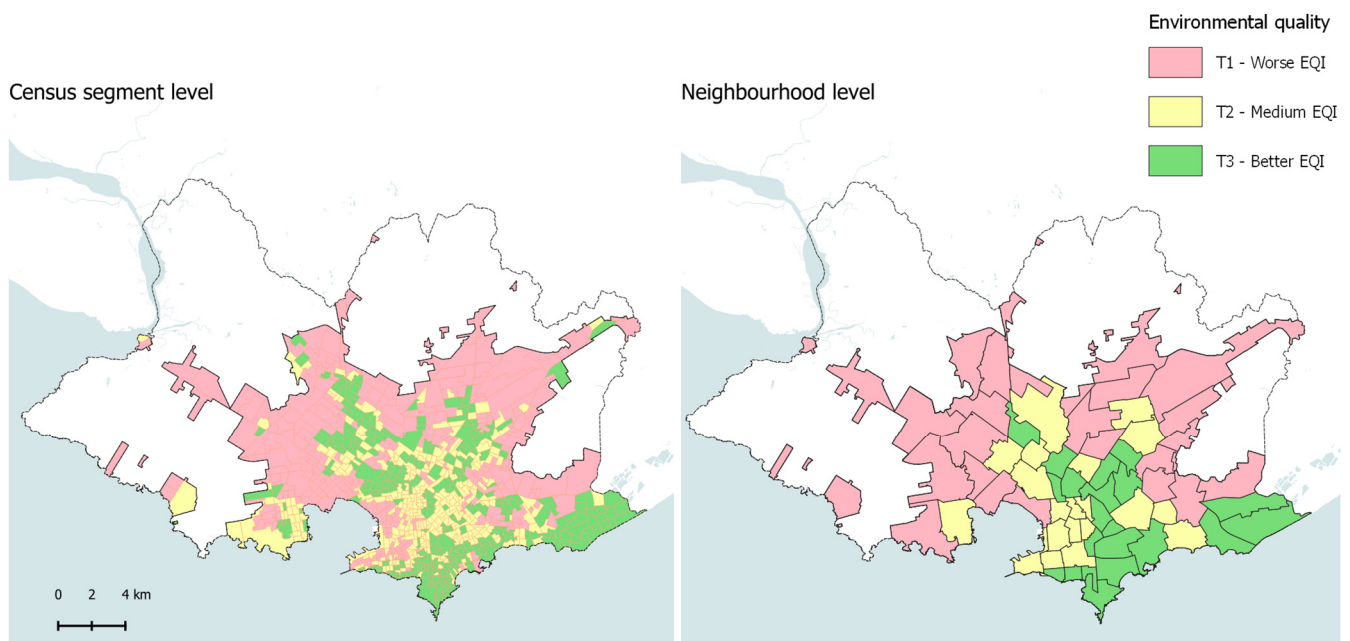 Environmental quality
T1 - Worse EQI
Census segment level
Neighbourhood level
T2 - Medium EQI
T3 - Better EQI
0 2 4 km